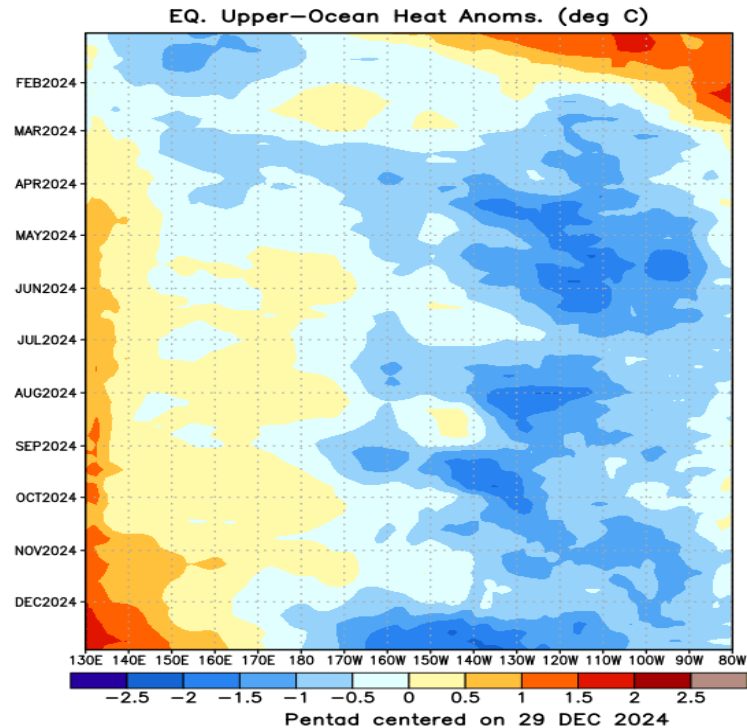 EQ. Upper-Ocean Heat Anoms. (deg C)
FEB2024
MAR2024
APR2024
MAY2024
JUN2024
JUL2024
AUG2024
SEP2024
OCT2024
NOV2024
DEC2024
130E 140E 150E 160E 170E 180 170W 160W 150W 140W 130W 120W 110W 100W 90W 80W
-2.5 -2 -1.5 -1 -0.5 0 0.5 1 1.5 2 2.5
Pentad centered on 29 DEC 2024